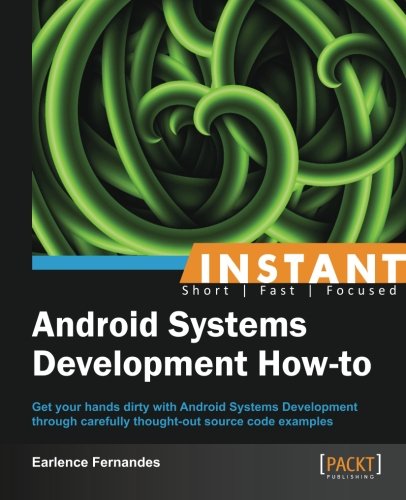 INSTANT
Short | Fast | Focused
Android Systems
Development How-to
Get your hands dirty with Android Systems Development
through carefully thought-out source code examples
Earlence Fernandes
[PACKT]
PUBLISHING